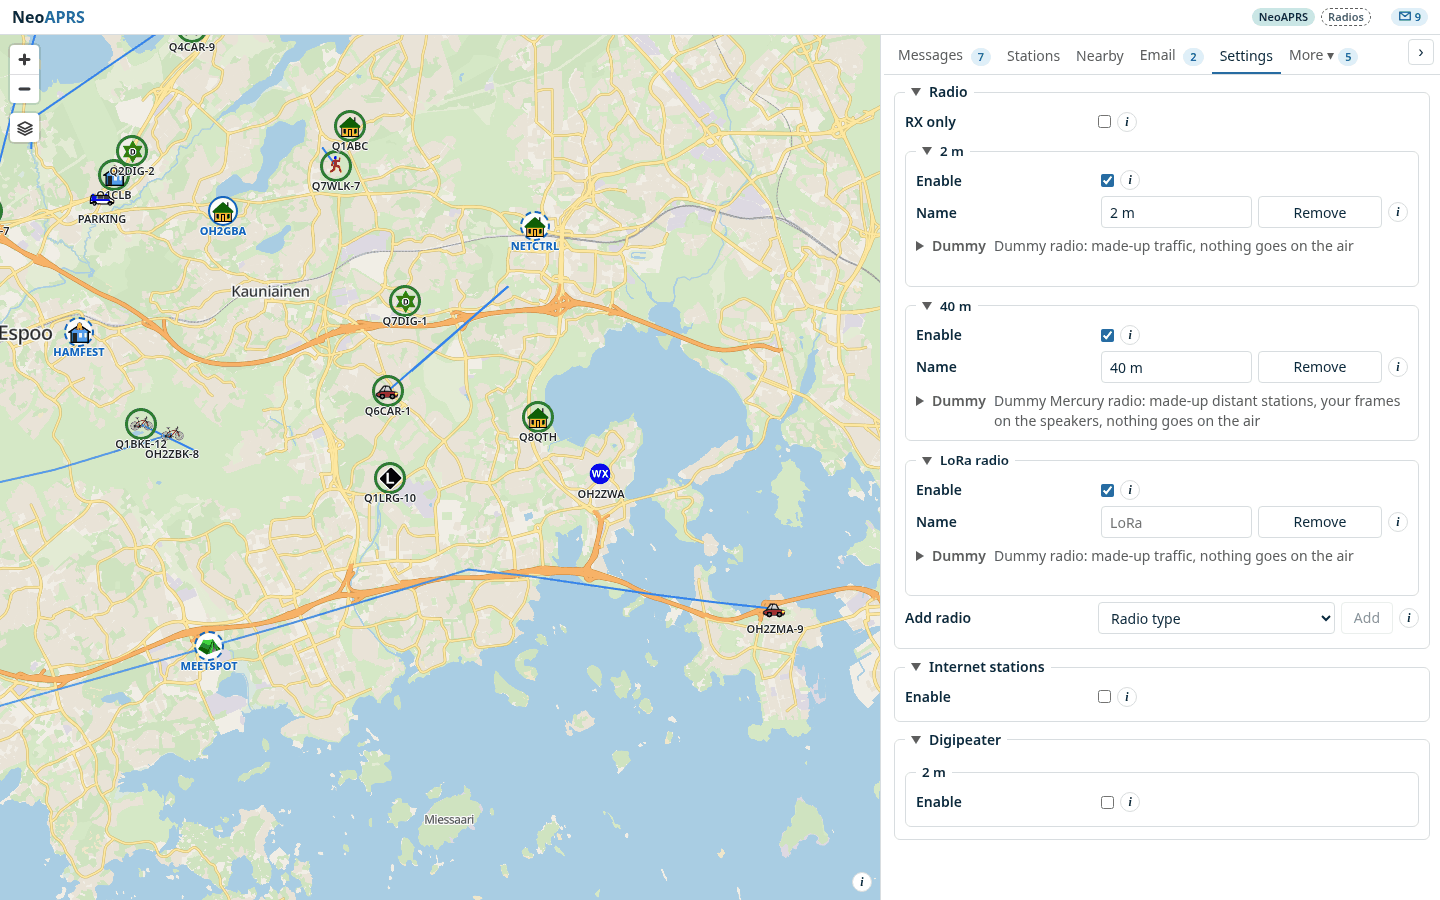 NeoAPRS
NeoAPRS
Radios
9
Messages 7
Stations
Nearby
Email 2
Settings
More ▾ 5
Q4CAR-9
Q1ABC
Q2DIG-2
Q1CLB
Q7WLK-7
PARKING
-7
OH2GBA
NETCTRL
Kauniainen
Q7DIG-1
Espoo
HAMFEST
Q6CAR-1
Q8QTH
Q1BKE-12
OH2ZBK-8
WX
L
Q1LRG-10
OH2ZWA
OH2ZMA-9
MEETSPOT
Miessaari
Radio
RX only
2 m
Enable
Name 2 m Remove
Dummy Dummy radio: made-up traffic, nothing goes on the air
40 m
Enable
Name 40 m Remove
Dummy Dummy Mercury radio: made-up distant stations, your frames
on the speakers, nothing goes on the air
LoRa radio
Enable
Name LoRa Remove
Dummy Dummy radio: made-up traffic, nothing goes on the air
Add radio Radio type Add
Internet stations
Enable
Digipeater
2 m
Enable